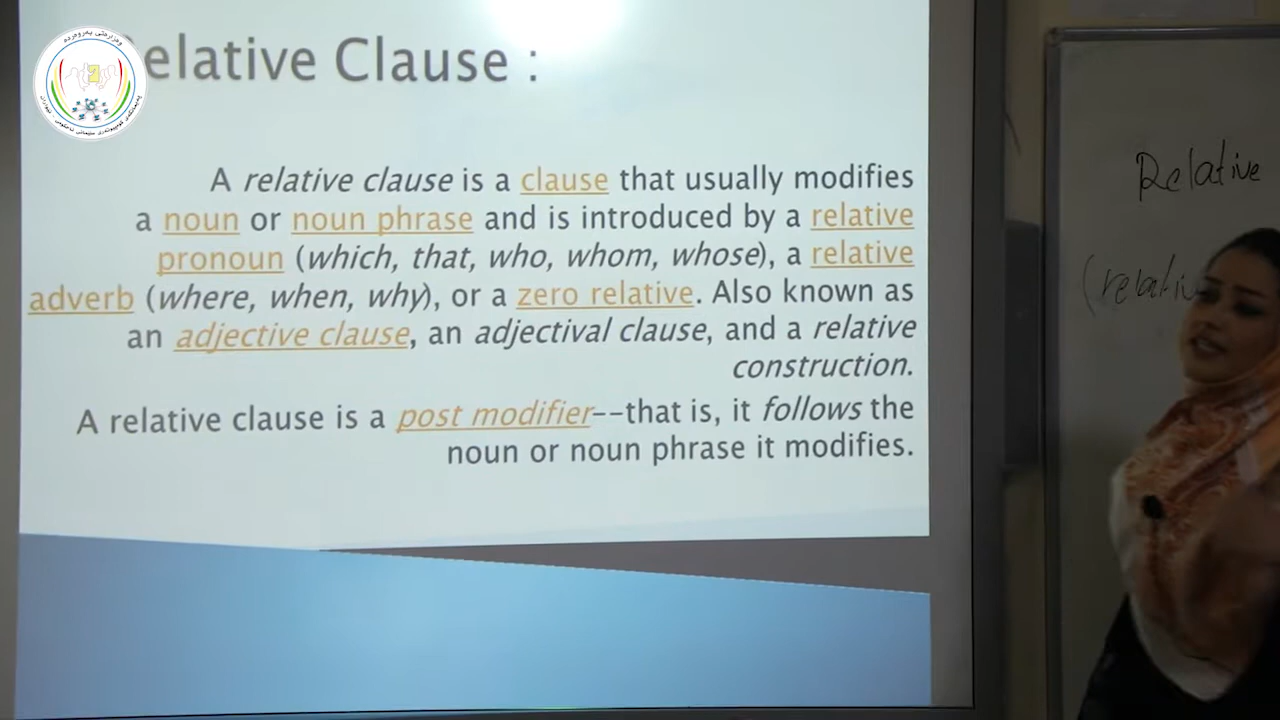 elative Clause :
A relative clause is a clause that usually modifies
a noun or noun phrase and is introduced by a relative
pronoun (which, that, who, whom, whose), a relative
adverb (where, when, why), or a zero relative. Also known as
an adjective clause, an adjectival clause, and a relative
construction.
A relative clause is a post modifier--that is, it follows the
noun or noun phrase it modifies.
Relative
(relativ